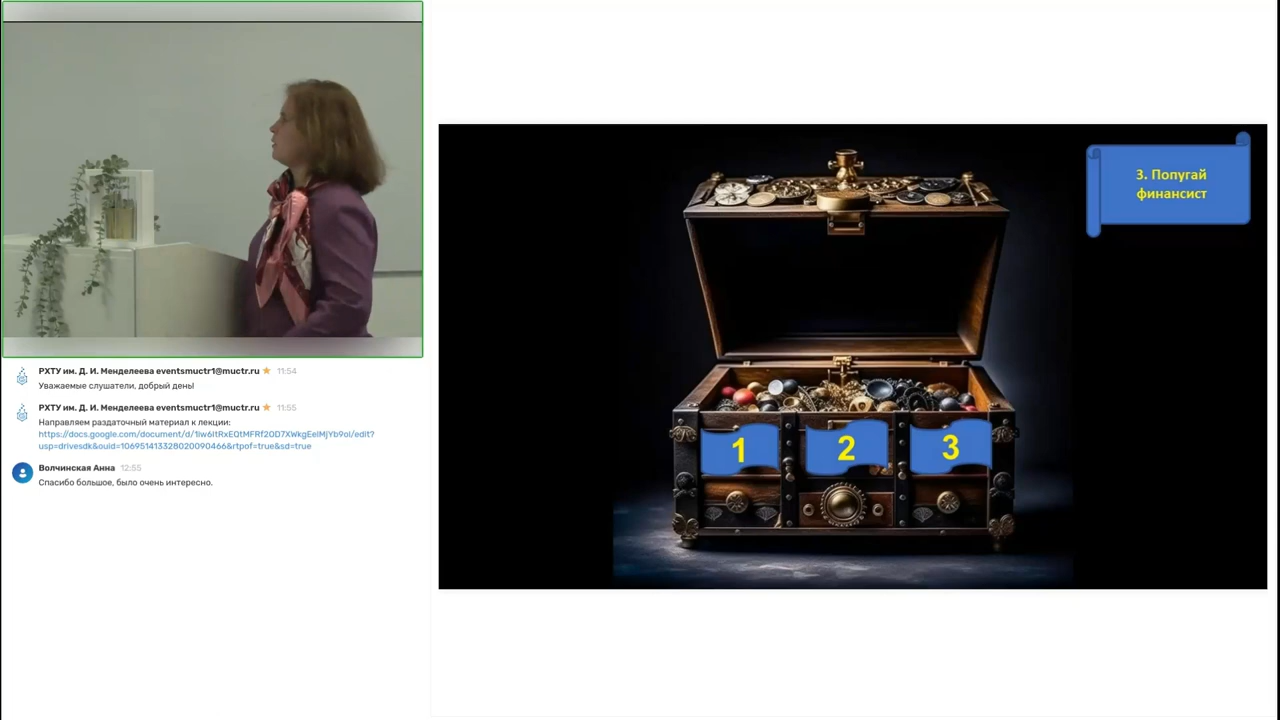 РХТУ им. Д. И. Менделеева eventsmuctr1@muctr.ru 11:54
Уважаемые слушатели, добрый день!
РХТУ им. Д. И. Менделеева eventsmuctr1@muctr.ru 11:55
Направляем раздаточный материал к лекции:
https://docs.google.com/document/d/1iw6ItRxEQtMFRf2OD7XWkgEeIMjYb9oI/edit?
usp=drivesdk&ouid=106951413328020090466&rtpof=true&sd=true
Волчинская Анна 12:55
Спасибо большое, было очень интересно.
3. Попугай
финансист
1 2 3